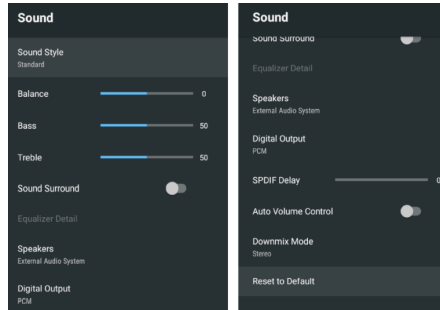 Sound
Sound Style
Standard
Balance 0
Bass 50
Treble 50
Sound Surround
Equalizer Detail
Speakers
External Audio System
Digital Output
PCM
Sound
Sound Surround
Equalizer Detail
Speakers
External Audio System
Digital Output
PCM
SPDIF Delay 0
Auto Volume Control
Downmix Mode
Stereo
Reset to Default